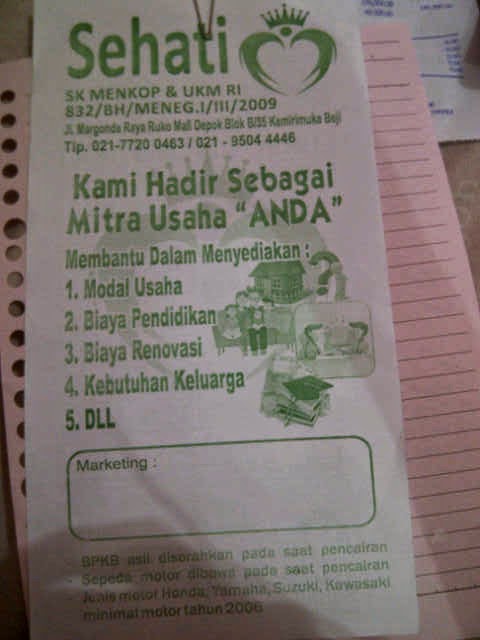 Sehati
SK MENKOP & UKM RI
832/BH/MENEG.I/III/2009
Jl. Margonda Raya Ruko Mall Depok Blok B/35 Kemirimuka Beji
Tlp. 021-7720 0463 / 021 - 9504 4446
Kami Hadir Sebagai
Mitra Usaha "ANDA"
Membantu Dalam Menyediakan :
1. Modal Usaha
2. Biaya Pendidikan
3. Biaya Renovasi
4. Kebutuhan Keluarga
5. DLL
Marketing :
- BPKB asli diserahkan pada saat pencairan
- Sepeda motor dibawa pada saat pencairan
- Jenis motor Honda, Yamaha, Suzuki, Kawasaki
minimal motor tahun 2006